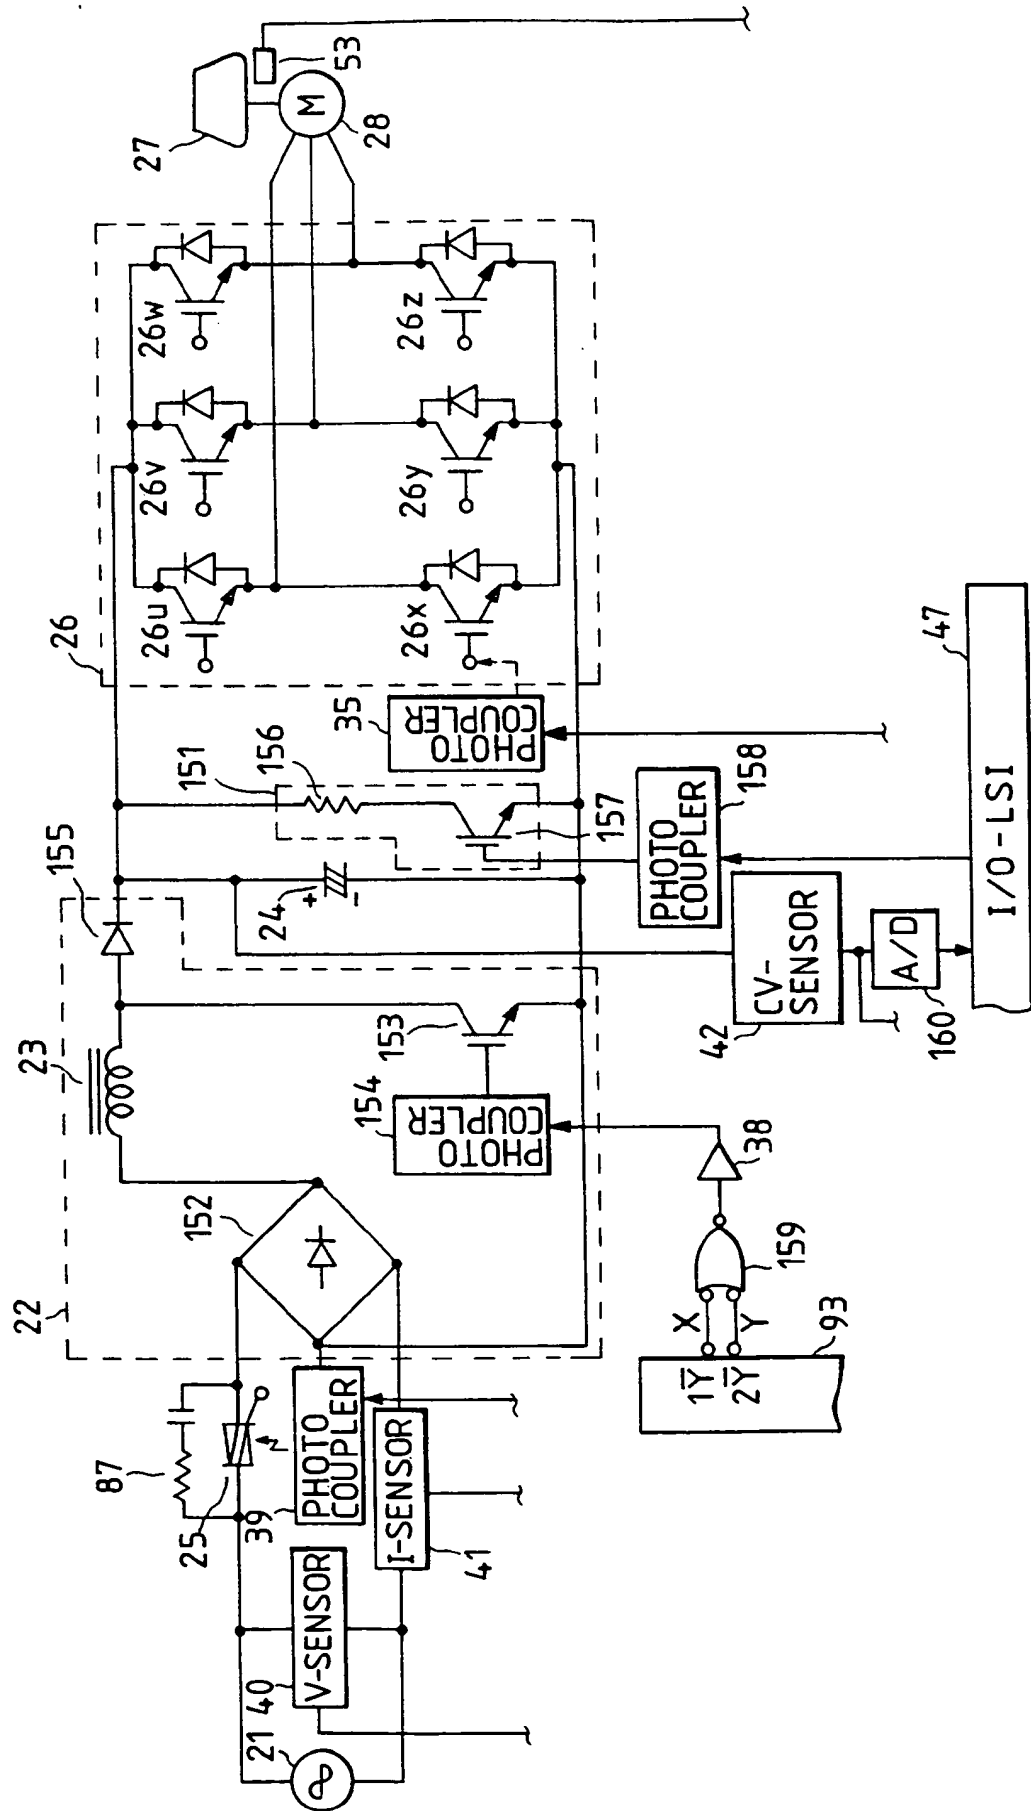 22
23
155
151
156
26
26u
26v
26w
27
53
M
28
87
25
152
24
+
-
35
PHOTO
COUPLER
26x
26y
26z
21
40
V-SENSOR
39
PHOTO
COUPLER
I-SENSOR
41
154
PHOTO
COUPLER
153
157
PHOTO
COUPLER
158
42
CV-
SENSOR
A/D
160
I/O-LSI
47
1Y̅
2Y̅
X
Y
93
159
38